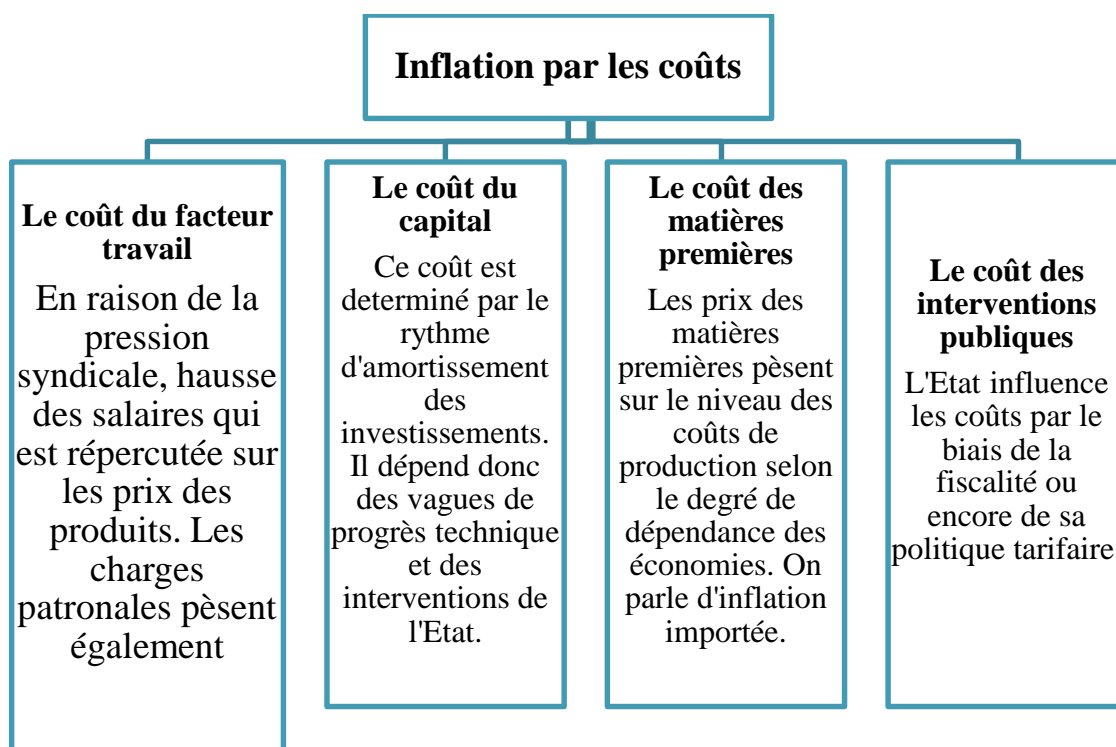 Inflation par les coûts
Le coût du facteur
travail
En raison de la
pression
syndicale, hausse
des salaires qui
est répercutée sur
les prix des
produits. Les
charges
patronales pèsent
également
Le coût du
capital
Ce coût est
determiné par le
rythme
d'amortissement
des
investissements.
Il dépend donc
des vagues de
progrès technique
et des
interventions de
l'Etat.
Le coût des
matières
premières
Les prix des
matières
premières pèsent
sur le niveau des
coûts de
production selon
le degré de
dépendance des
économies. On
parle d'inflation
importée.
Le coût des
interventions
publiques
L'Etat influence
les coûts par le
biais de la
fiscalité ou
encore de sa
politique tarifaire